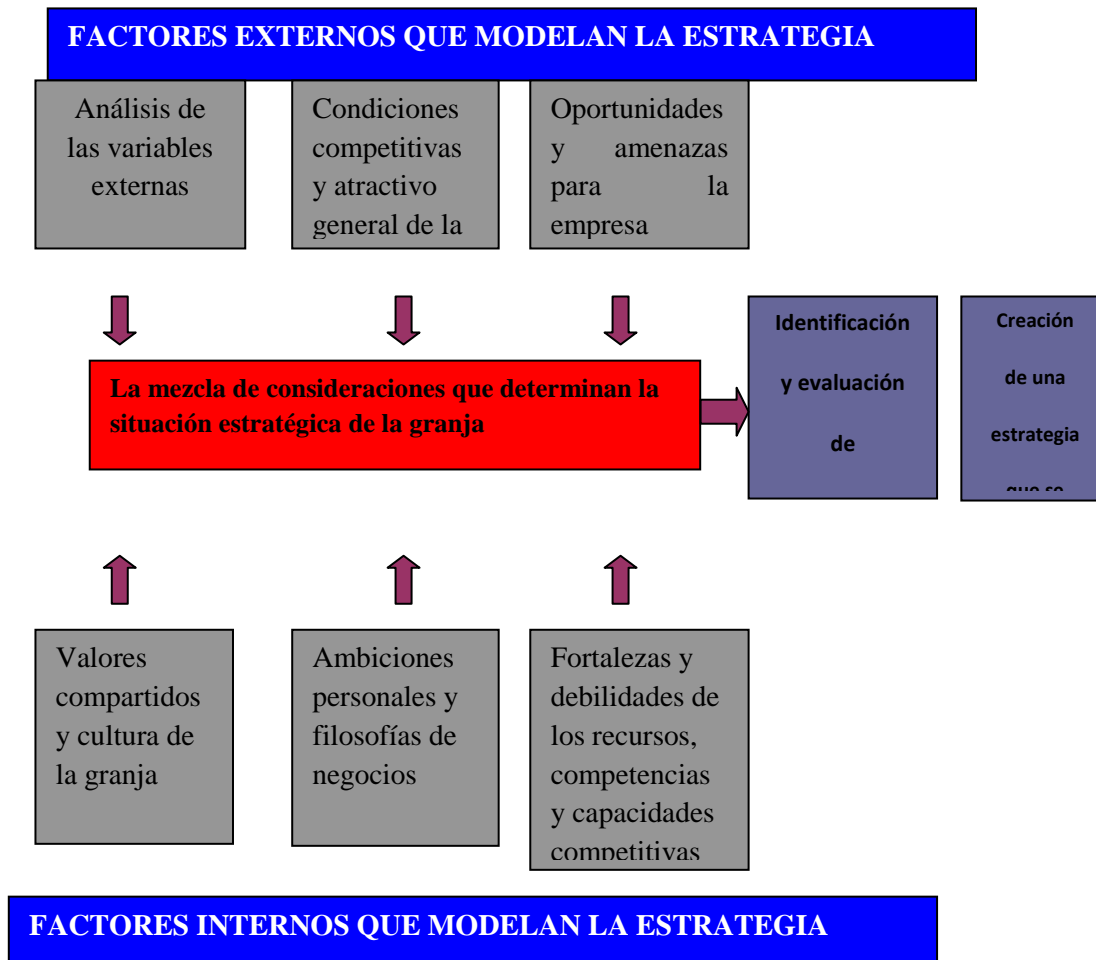 FACTORES EXTERNOS QUE MODELAN LA ESTRATEGIA
Análisis de
las variables
externas
Condiciones
competitivas
y atractivo
general de la
Oportunidades
y amenazas
para la
empresa
La mezcla de consideraciones que determinan la
situación estratégica de la granja
Identificación
y evaluación
de
Creación
de una
estrategia
que se
Valores
compartidos
y cultura de
la granja
Ambiciones
personales y
filosofías de
negocios
Fortalezas y
debilidades de
los recursos,
competencias
y capacidades
competitivas
FACTORES INTERNOS QUE MODELAN LA ESTRATEGIA